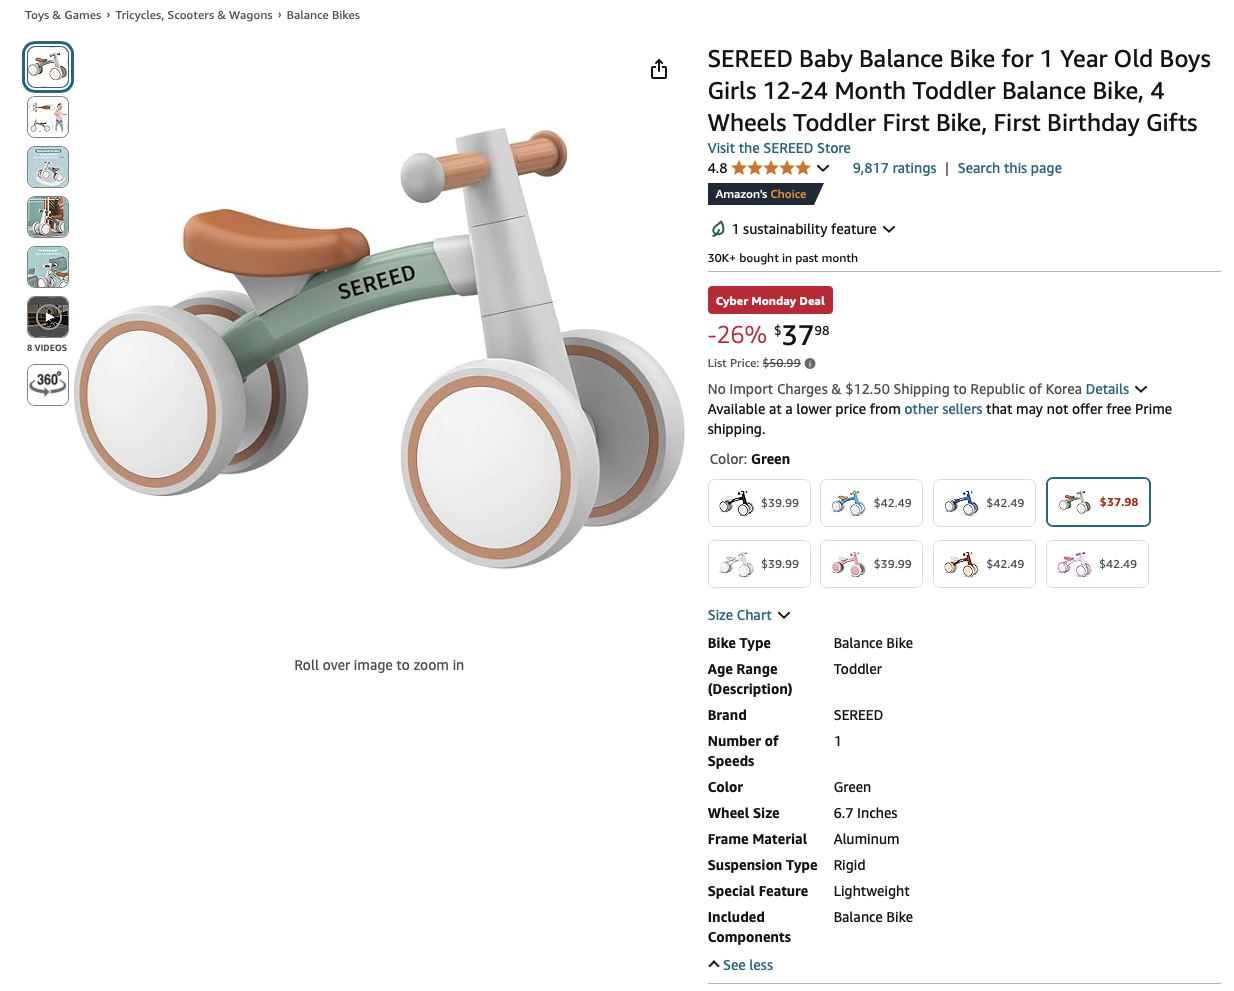 Toys & Games › Tricycles, Scooters & Wagons › Balance Bikes
8 VIDEOS
360°
SEREED
Roll over image to zoom in
SEREED Baby Balance Bike for 1 Year Old Boys
Girls 12-24 Month Toddler Balance Bike, 4
Wheels Toddler First Bike, First Birthday Gifts
Visit the SEREED Store
4.8 9,817 ratings | Search this page
Amazon's Choice
1 sustainability feature
30K+ bought in past month
Cyber Monday Deal
-26% $37 98
List Price: $50.99
No Import Charges & $12.50 Shipping to Republic of Korea Details
Available at a lower price from other sellers that may not offer free Prime
shipping.
Color: Green
$39.99 $42.49 $42.49 $37.98
$39.99 $39.99 $42.49 $42.49
Size Chart
Bike Type Balance Bike
Age Range Toddler
(Description)
Brand SEREED
Number of 1
Speeds
Color Green
Wheel Size 6.7 Inches
Frame Material Aluminum
Suspension Type Rigid
Special Feature Lightweight
Included Balance Bike
Components
See less